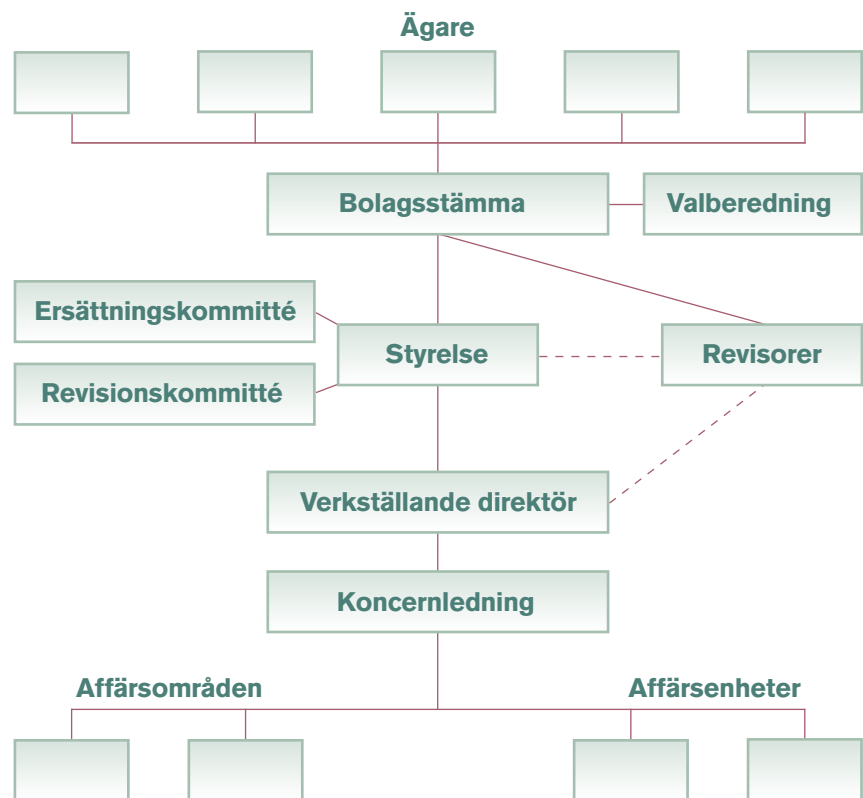 Ägare
Bolagsstämma
Valberedning
Ersättningskommitté
Styrelse
Revisorer
Revisionskommitté
Verkställande direktör
Koncernledning
Affärsområden
Affärsenheter